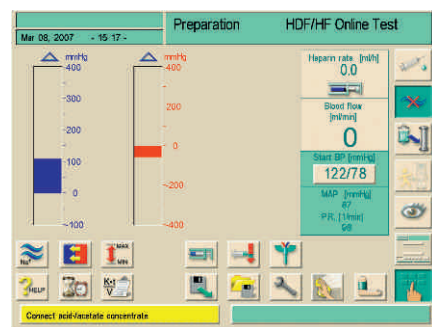 Preparation HDF/HF Online Test
Mar 08, 2007 - 15:17 -
mmHg mmHg
400 400
300 200
200
100 0
0 -200
-100 -400
Heparin rate [ml/h]
0.0
Blood flow
[ml/min]
0
Start BP [mmHg]
122/78
MAP [mmHg]
87
P.R. [1/min]
98
Na+
MAX
MIN
?HELP
K•t
V
Connect acid/acetate concentrate